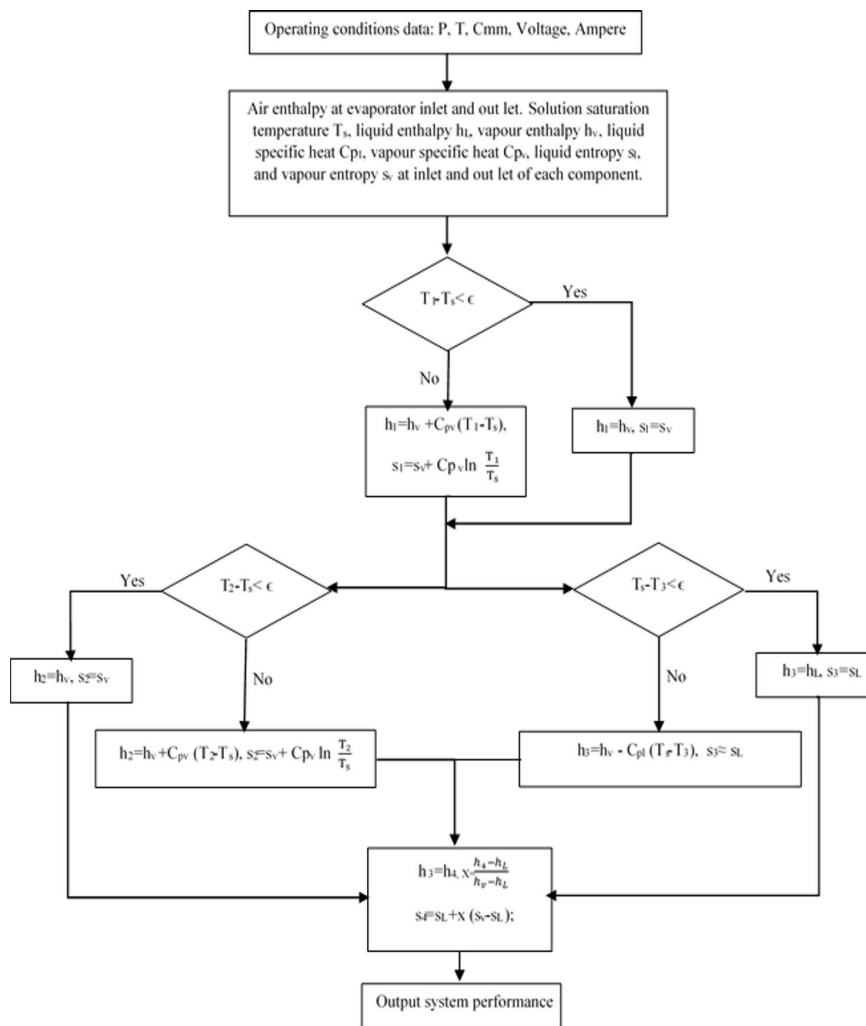 Operating conditions data: P, T, Cmm, Voltage, Ampere
Air enthalpy at evaporator inlet and out let. Solution saturation
temperature Ts, liquid enthalpy hL, vapour enthalpy hv, liquid
specific heat Cpl, vapour specific heat Cpv, liquid entropy sl,
and vapour entropy sv at inlet and out let of each component.
T1-Ts< ϵ
Yes
No
h1=hv +Cpv (T1-Ts),
s1=sv+ Cpv ln T1/Ts
h1=hv, s1=sv
Yes
T2-Ts< ϵ
Ts-T3<ϵ
Yes
h2=hv, s2=sv
No
No
h3=hL, s3=sL
h2=hv+Cpv (T2-Ts), s2=sv+ Cpv ln T2/Ts
h3=hv - Cpl (Ts-T3), s3≈ sL
h3=h4, X=h4−hL/hv−hL
s4=sL+x (sv-sL);
Output system performance